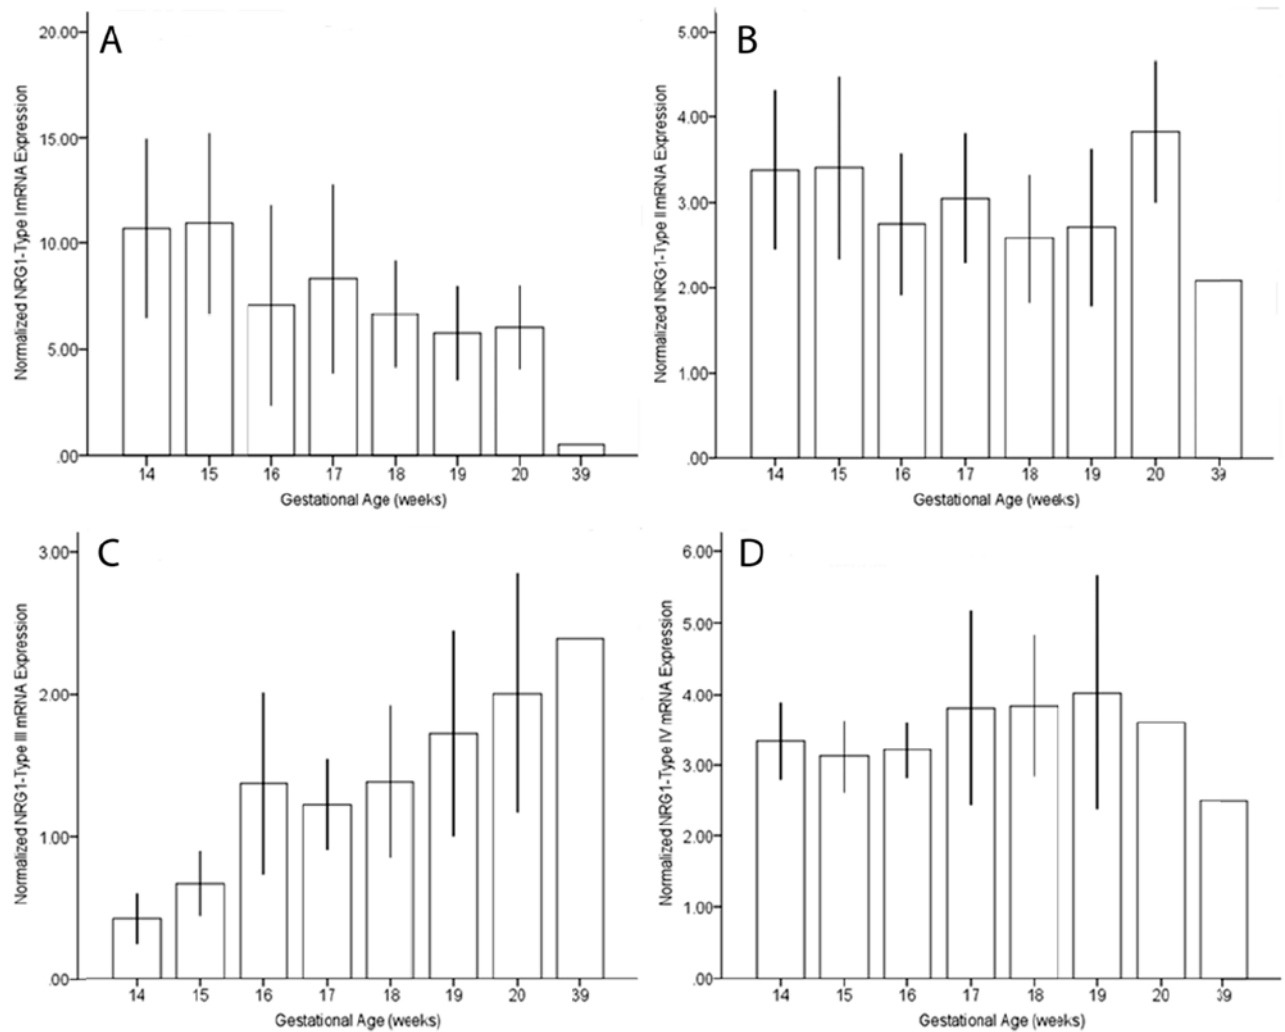 A
Normalized NRG1-Type I mRNA Expression
20.00
15.00
10.00
5.00
.00
14 15 16 17 18 19 20 39
Gestational Age (weeks)
B
Normalized NRG1-Type II mRNA Expression
5.00
4.00
3.00
2.00
1.00
.00
14 15 16 17 18 19 20 39
Gestational Age (weeks)
C
Normalized NRG1-Type III mRNA Expression
3.00
2.00
1.00
.00
14 15 16 17 18 19 20 39
Gestational Age (weeks)
D
Normalized NRG1-Type IV mRNA Expression
6.00
5.00
4.00
3.00
2.00
1.00
.00
14 15 16 17 18 19 20 39
Gestational Age (weeks)